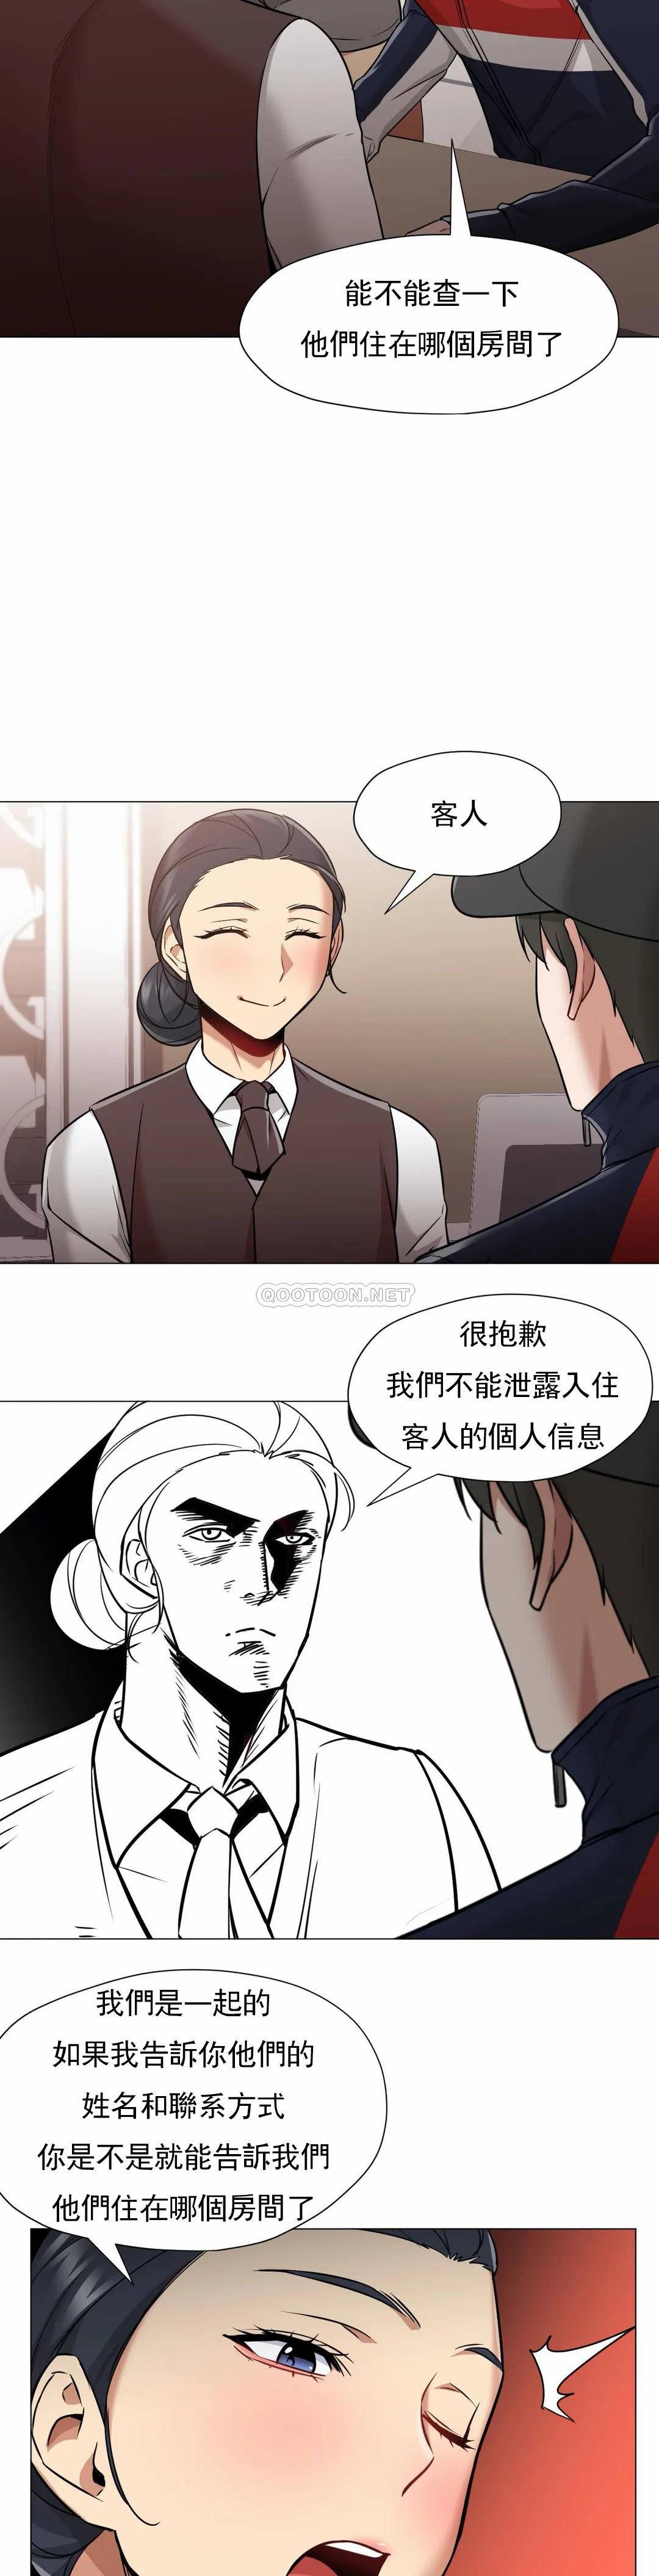 能不能查一下
他們住在哪個房間了
客人
QOOTOON.NET
很抱歉
我們不能泄露入住
客人的個人信息
我們是一起的
如果我告訴你他們的
姓名和聯系方式
你是不是就能告訴我們
他們住在哪個房間了